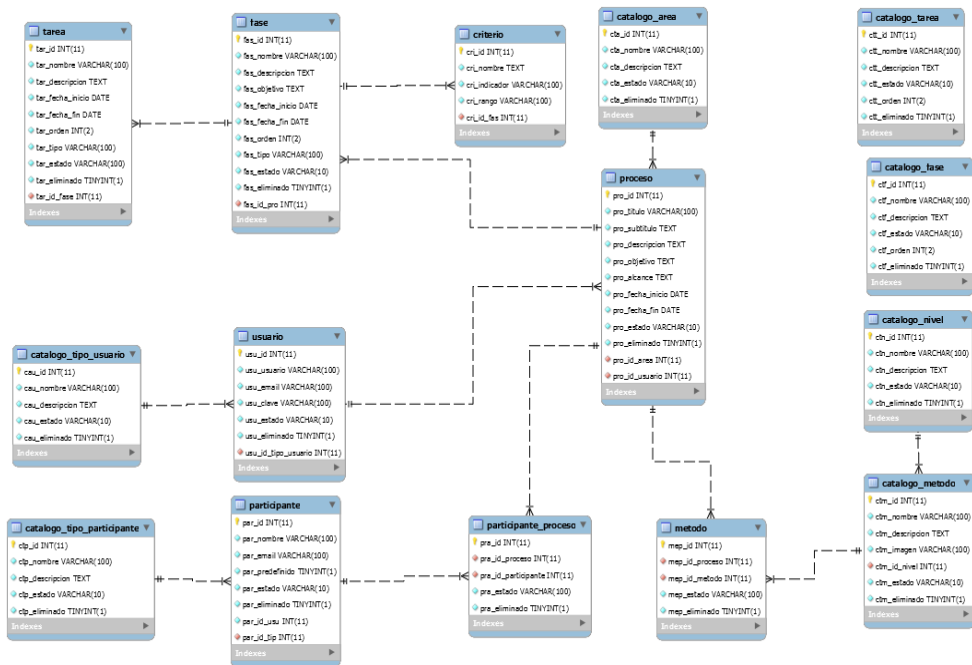 tarea
tar_id INT(11)
tar_nombre VARCHAR(100)
tar_descripcion TEXT
tar_fecha_inicio DATE
tar_fecha_fin DATE
tar_orden INT(2)
tar_tipo VARCHAR(100)
tar_estado VARCHAR(100)
tar_eliminado TINYINT(1)
tar_id_fase INT(11)
Indexes
fase
fas_id INT(11)
fas_nombre VARCHAR(100)
fas_descripcion TEXT
fas_objetivo TEXT
fas_fecha_inicio DATE
fas_fecha_fin DATE
fas_orden INT(2)
fas_tipo VARCHAR(100)
fas_estado VARCHAR(10)
fas_eliminado TINYINT(1)
fas_id_pro INT(11)
Indexes
criterio
cri_id INT(11)
cri_nombre TEXT
cri_indicador VARCHAR(100)
cri_rango VARCHAR(100)
cri_id_fas INT(11)
Indexes
catalogo_area
cta_id INT(11)
cta_nombre VARCHAR(100)
cta_descripcion TEXT
cta_estado VARCHAR(10)
cta_eliminado TINYINT(1)
Indexes
catalogo_tarea
ctt_id INT(11)
ctt_nombre VARCHAR(100)
ctt_descripcion TEXT
ctt_estado VARCHAR(10)
ctt_orden INT(2)
ctt_eliminado TINYINT(1)
Indexes
proceso
pro_id INT(11)
pro_titulo VARCHAR(100)
pro_subtitulo TEXT
pro_descripcion TEXT
pro_objetivo TEXT
pro_alcance TEXT
pro_fecha_inicio DATE
pro_fecha_fin DATE
pro_estado VARCHAR(10)
pro_eliminado TINYINT(1)
pro_id_area INT(11)
pro_id_usuario INT(11)
Indexes
catalogo_fase
ctf_id INT(11)
ctf_nombre VARCHAR(100)
ctf_descripcion TEXT
ctf_estado VARCHAR(10)
ctf_orden INT(2)
ctf_eliminado TINYINT(1)
Indexes
catalogo_tipo_usuario
cau_id INT(11)
cau_nombre VARCHAR(100)
cau_descripcion TEXT
cau_estado VARCHAR(10)
cau_eliminado TINYINT(1)
Indexes
usuario
usu_id INT(11)
usu_usuario VARCHAR(100)
usu_email VARCHAR(100)
usu_clave VARCHAR(100)
usu_estado VARCHAR(10)
usu_eliminado TINYINT(1)
usu_id_tipo_usuario INT(11)
Indexes
catalogo_nivel
ctn_id INT(11)
ctn_nombre VARCHAR(100)
ctn_descripcion TEXT
ctn_estado VARCHAR(10)
ctn_eliminado TINYINT(1)
Indexes
catalogo_tipo_participante
ctp_id INT(11)
ctp_nombre VARCHAR(100)
ctp_descripcion TEXT
ctp_estado VARCHAR(10)
ctp_eliminado TINYINT(1)
Indexes
participante
par_id INT(11)
par_nombre VARCHAR(100)
par_email VARCHAR(100)
par_predefinido TINYINT(1)
par_estado VARCHAR(10)
par_eliminado TINYINT(1)
par_id_usu INT(11)
par_id_tip INT(11)
Indexes
participante_proceso
pra_id INT(11)
pra_id_proceso INT(11)
pra_id_participante INT(11)
pra_estado VARCHAR(100)
pra_eliminado TINYINT(1)
Indexes
metodo
mep_id INT(11)
mep_id_proceso INT(11)
mep_id_metodo INT(11)
mep_estado VARCHAR(100)
mep_eliminado TINYINT(1)
Indexes
catalogo_metodo
ctm_id INT(11)
ctm_nombre VARCHAR(100)
ctm_descripcion TEXT
ctm_imagen VARCHAR(100)
ctm_id_nivel INT(11)
ctm_estado VARCHAR(10)
ctm_eliminado TINYINT(1)
Indexes